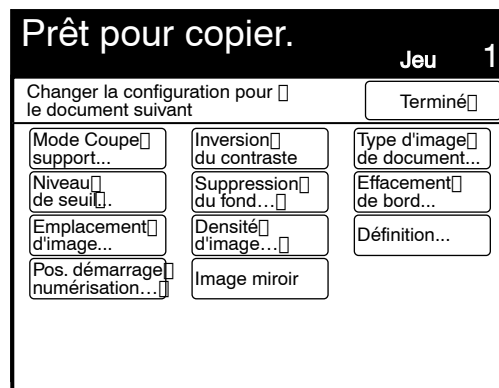 Prêt pour copier.
Jeu 1
Changer la configuration pour
le document suivant
Terminé
Mode Coupe
support...
Inversion
du contraste
Type d'image
de document...
Niveau
de seuil...
Suppression
du fond...
Effacement
de bord...
Emplacement
d'image...
Densité
d'image...
Définition...
Pos. démarrage
numérisation...
Image miroir